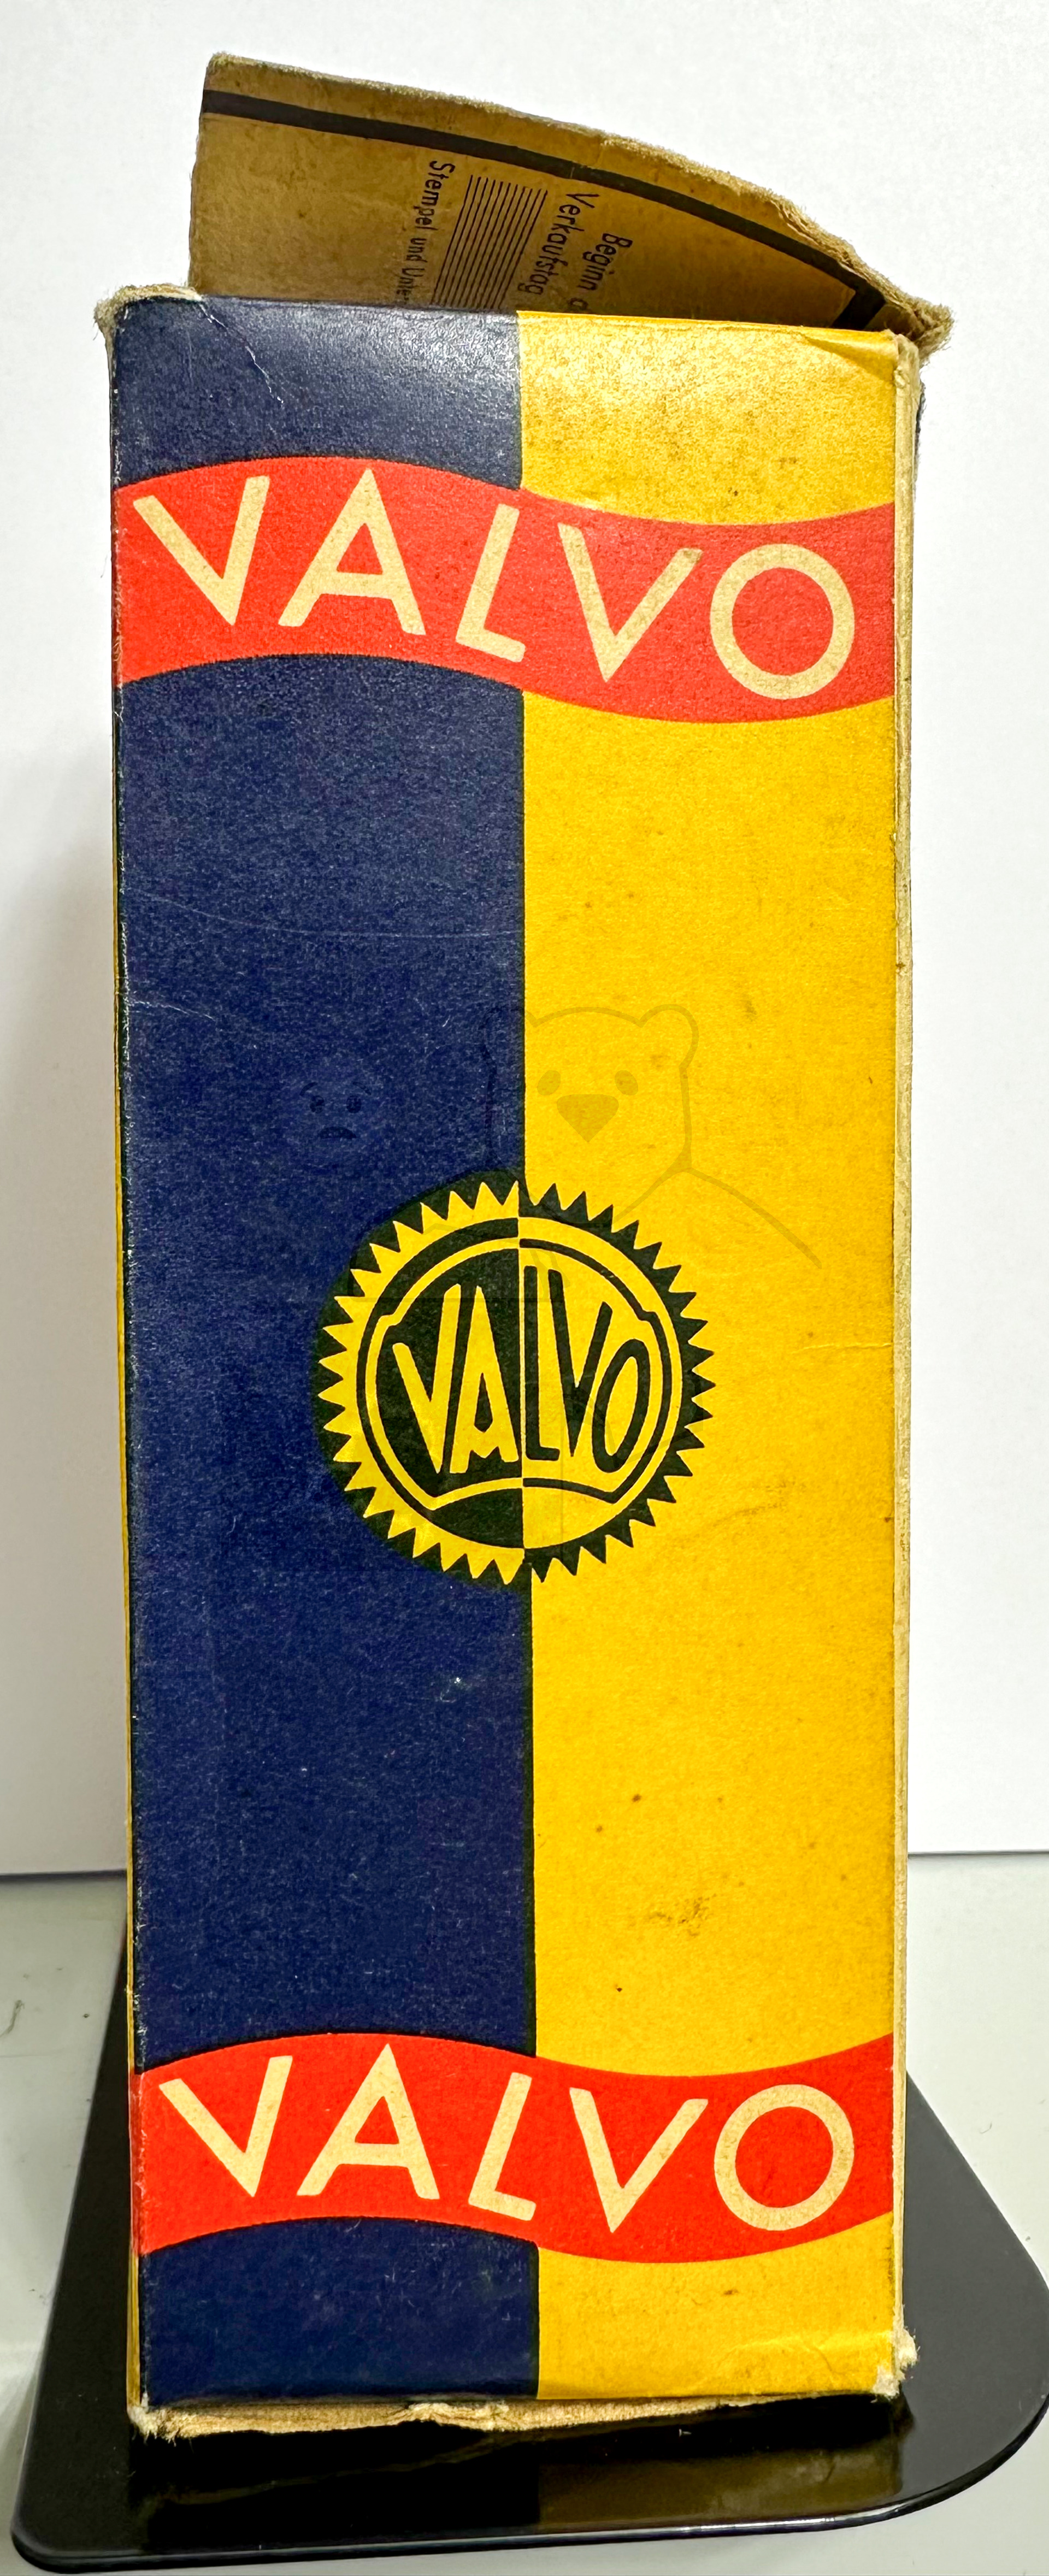 Beginn
Verkaufstag
Stempel und
VALVO
VALVO
VALVO